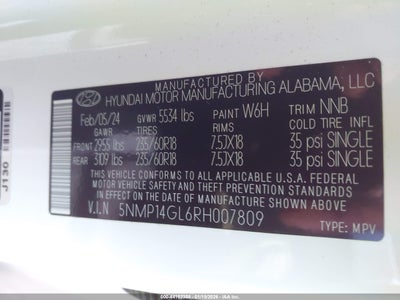 MANUFACTURED BY
HYUNDAI MOTOR MANUFACTURING ALABAMA, LLC
Feb/05/24 GVWR 5534 lbs PAINT W6H TRIM NNB
GAWR TIRES RIMS COLD TIRE INFL.
FRONT 2955 lbs 235/60R18 7.5JX18 35 psi SINGLE
REAR 3109 lbs 235/60R18 7.5JX18 35 psi SINGLE
THIS VEHICLE CONFORMS TO ALL APPLICABLE U.S.A. FEDERAL
MOTOR VEHICLE SAFETY AND THEFT PREVENTION STANDARDS
IN EFFECT ON THE DATE OF MANUFACTURE SHOWN ABOVE.
V.I.N 5NMP14GL6RH007809
TYPE: MPV
J130